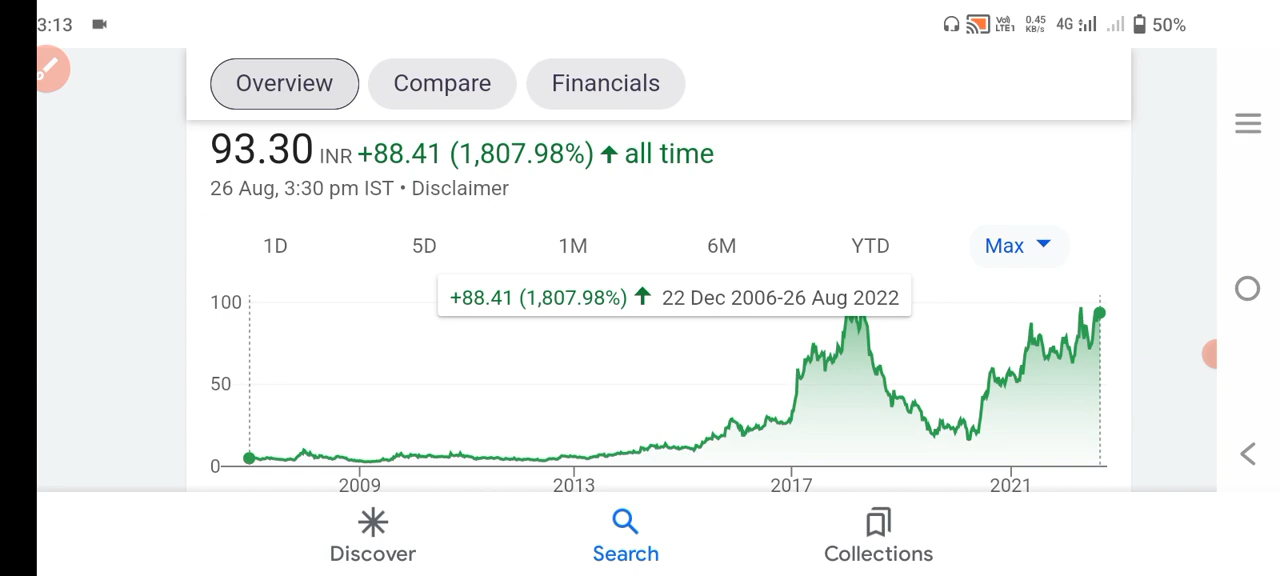 3:13 Vo) LTE1 0.45 KB/s 4G 50%
Overview Compare Financials
93.30 INR +88.41 (1,807.98%) ↑ all time
26 Aug, 3:30 pm IST • Disclaimer
1D 5D 1M 6M YTD Max
+88.41 (1,807.98%) ↑ 22 Dec 2006-26 Aug 2022
100
50
0
2009 2013 2017 2021
Discover Search Collections